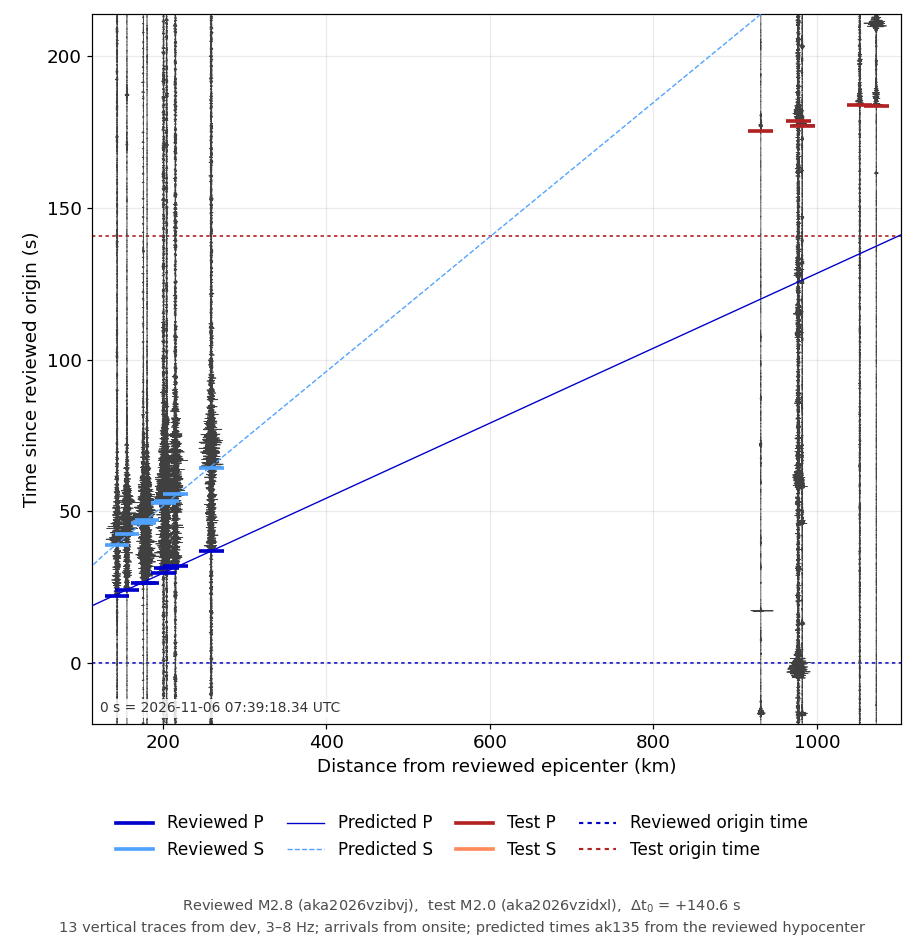 200
150
100
50
0
Time since reviewed origin (s)
0 s = 2026-11-06 07:39:18.34 UTC
200 400 600 800 1000
Distance from reviewed epicenter (km)
Reviewed P Predicted P Test P Reviewed origin time
Reviewed S Predicted S Test S Test origin time
Reviewed M2.8 (aka2026vzibvj), test M2.0 (aka2026vzidxl), Δt₀ = +140.6 s
13 vertical traces from dev, 3–8 Hz; arrivals from onsite; predicted times ak135 from the reviewed hypocenter